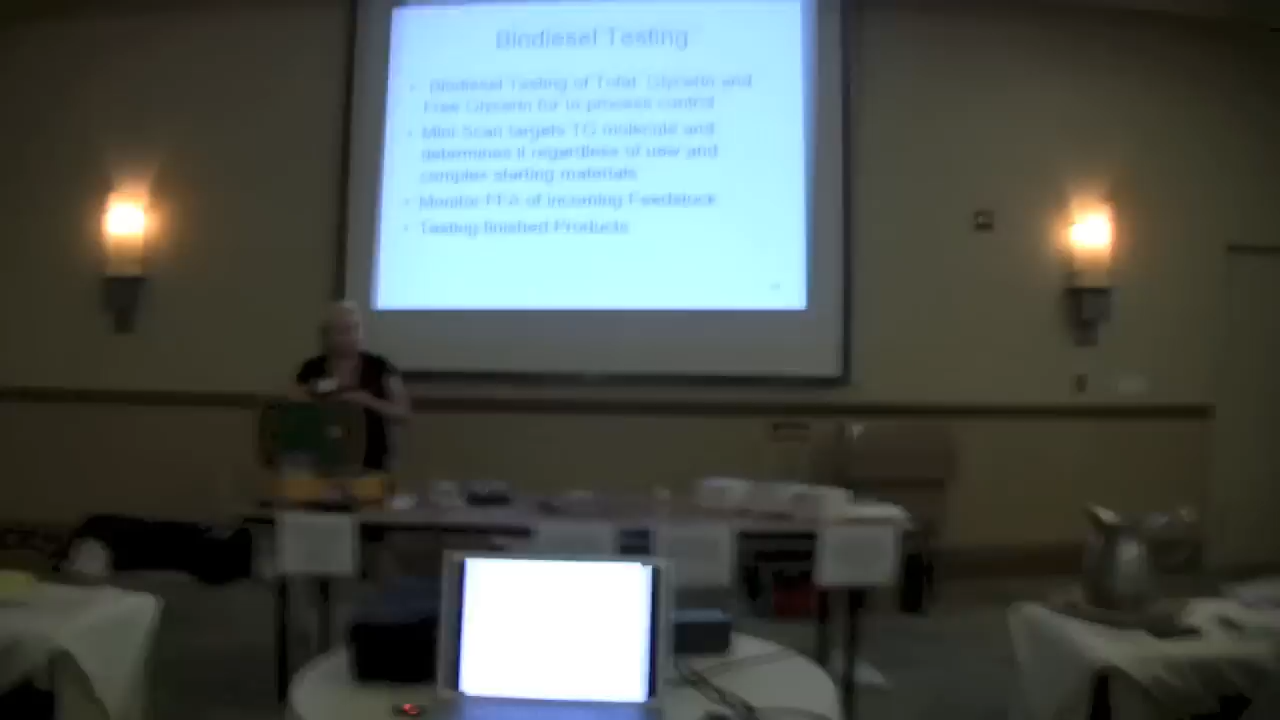 Biodiesel Testing
• Biodiesel Testing of Total Glycerin and
Free Glycerin for in process control
• Mini Scan targets TG molecule and
determines it regardless of new and
complex starting materials
• Monitor FFA of incoming Feedstock
• Testing finished Products